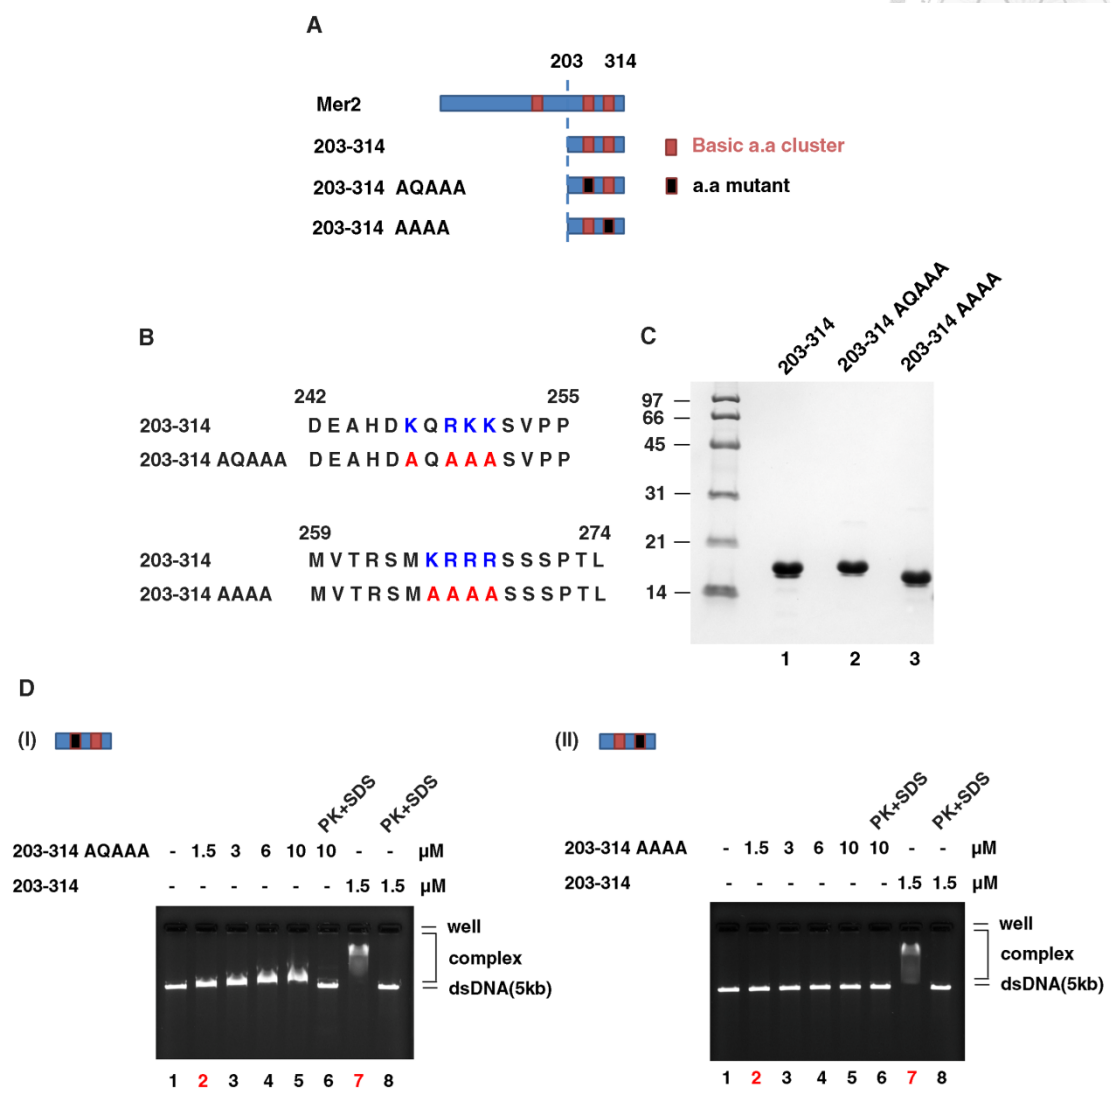 A
203 314
Mer2
203-314
Basic a.a cluster
203-314 AQAAA
a.a mutant
203-314 AAAA
B
242 255
203-314 D E A H D K Q R K K S V P P
203-314 AQAAA D E A H D A Q A A A S V P P
259 274
203-314 M V T R S M K R R R S S S P T L
203-314 AAAA M V T R S M A A A A S S S P T L
C
203-314
203-314 AQAAA
203-314 AAAA
97
66
45
31
21
14
1 2 3
D
(I)
PK+SDS PK+SDS
203-314 AQAAA - 1.5 3 6 10 10 - - μM
203-314 - - - - - - 1.5 1.5 μM
well
complex
dsDNA(5kb)
1 2 3 4 5 6 7 8
(II)
PK+SDS PK+SDS
203-314 AAAA - 1.5 3 6 10 10 - - μM
203-314 - - - - - - 1.5 1.5 μM
well
complex
dsDNA(5kb)
1 2 3 4 5 6 7 8